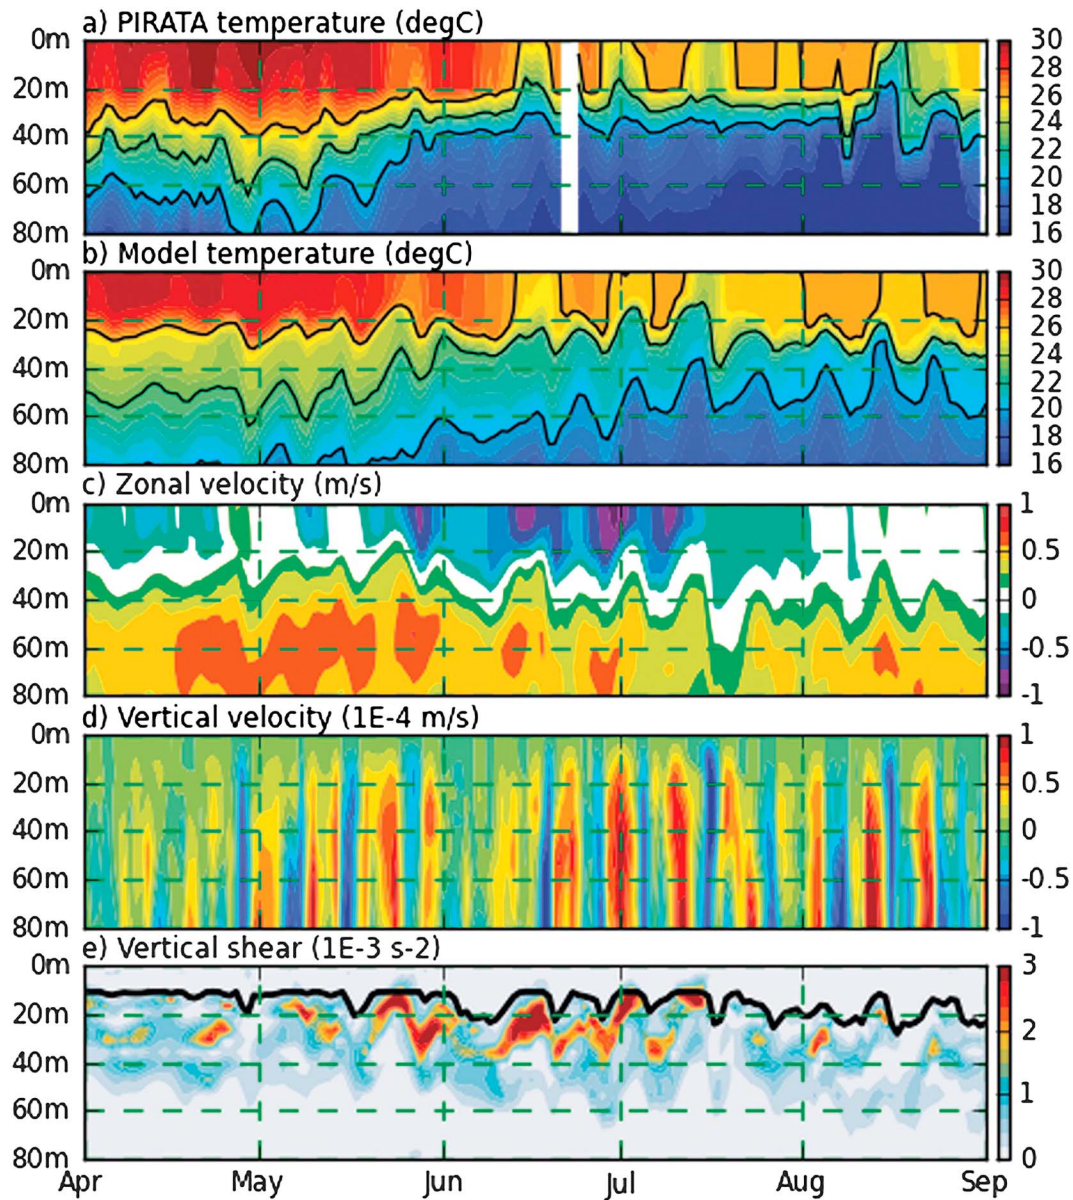 a) PIRATA temperature (degC)
0m
20m
40m
60m
80m
30
28
26
24
22
20
18
16
b) Model temperature (degC)
0m
20m
40m
60m
80m
30
28
26
24
22
20
18
16
c) Zonal velocity (m/s)
0m
20m
40m
60m
80m
1
0.5
0
-0.5
-1
d) Vertical velocity (1E-4 m/s)
0m
20m
40m
60m
80m
1
0.5
0
-0.5
-1
e) Vertical shear (1E-3 s-2)
0m
20m
40m
60m
80m
3
2
1
0
Apr May Jun Jul Aug Sep